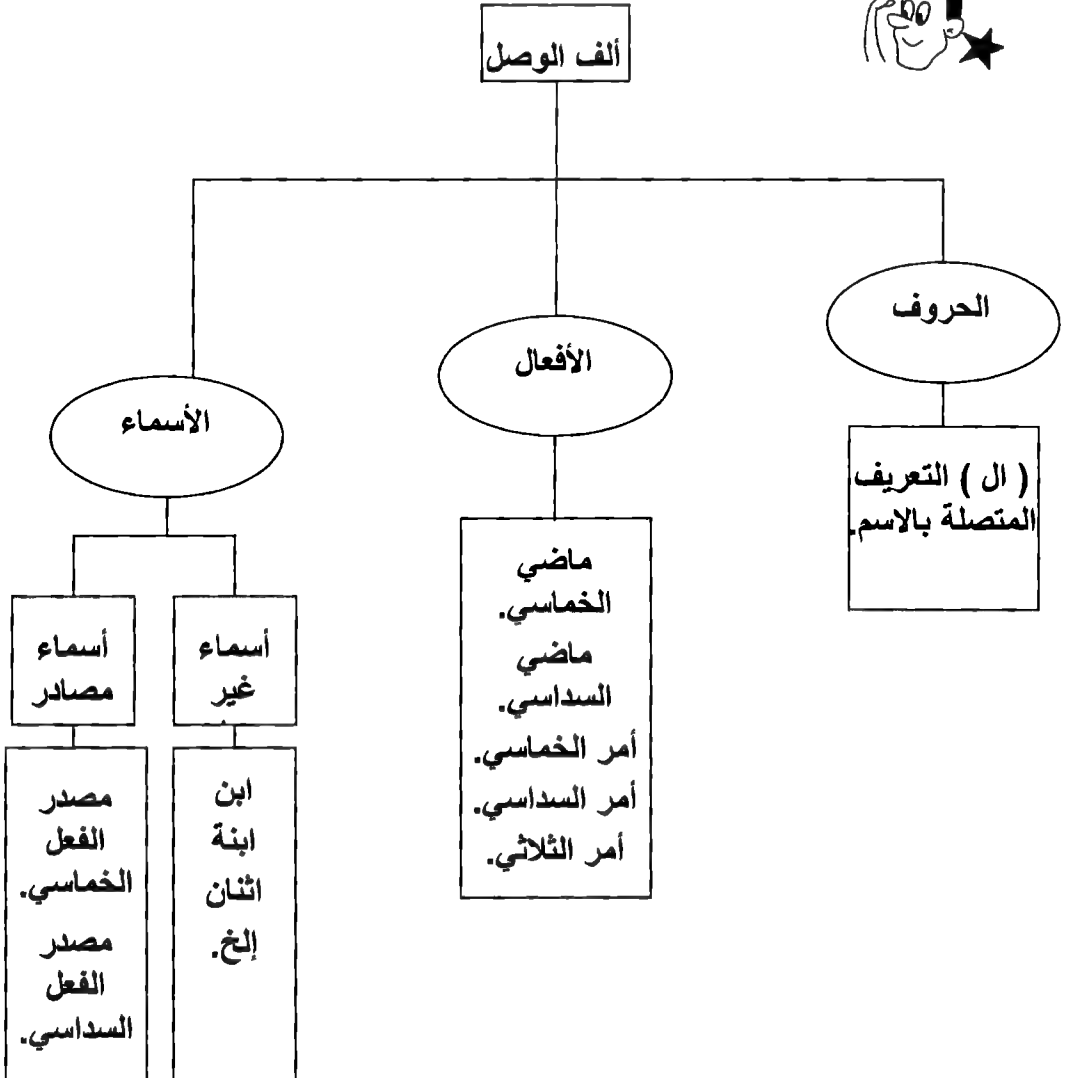 ألف الوصل
الحروف
( ال ) التعريف
المتصلة بالاسم.
الأفعال
ماضي
الخماسي.
ماضي
السداسي.
أمر الخماسي.
أمر السداسي.
أمر الثلاثي.
الأسماء
أسماء
غير
ابن
ابنة
اثنان
إلخ.
أسماء
مصادر
مصدر
الفعل
الخماسي.
مصدر
الفعل
السداسي.